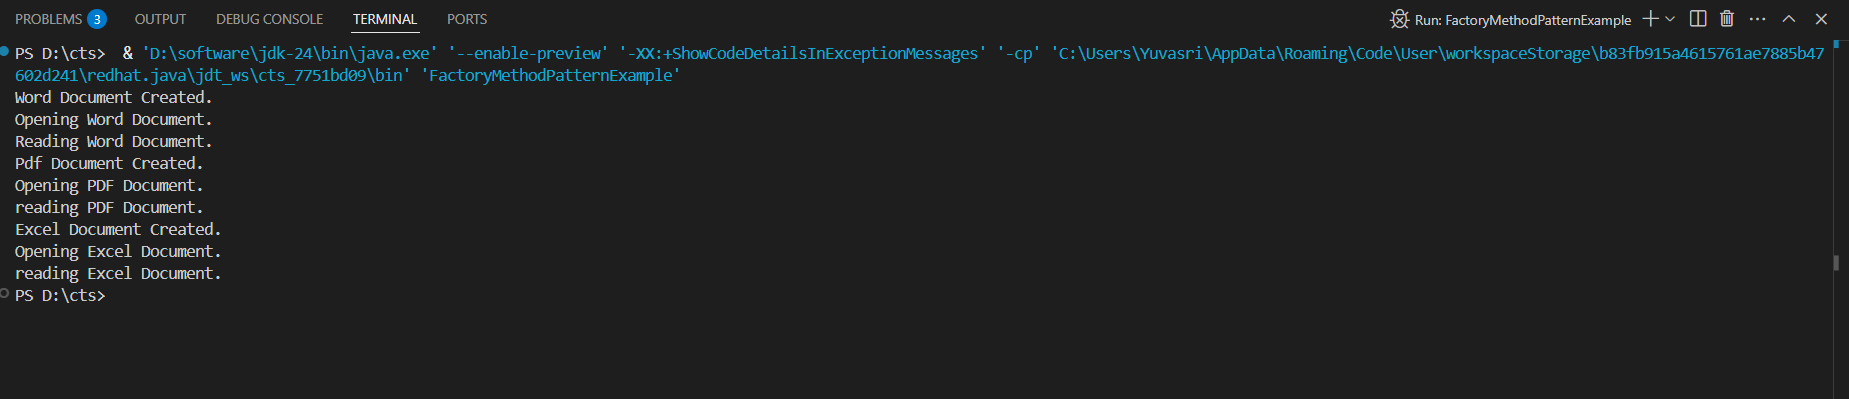 PROBLEMS 3 OUTPUT DEBUG CONSOLE TERMINAL PORTS Run: FactoryMethodPatternExample
PS D:\cts>  & 'D:\software\jdk-24\bin\java.exe' '--enable-preview' '-XX:+ShowCodeDetailsInExceptionMessages' '-cp' 'C:\Users\Yuvasri\AppData\Roaming\Code\User\workspaceStorage\b83fb915a4615761ae7885b47
602d241\redhat.java\jdt_ws\cts_7751bd09\bin' 'FactoryMethodPatternExample'
Word Document Created.
Opening Word Document.
Reading Word Document.
Pdf Document Created.
Opening PDF Document.
reading PDF Document.
Excel Document Created.
Opening Excel Document.
reading Excel Document.
PS D:\cts>